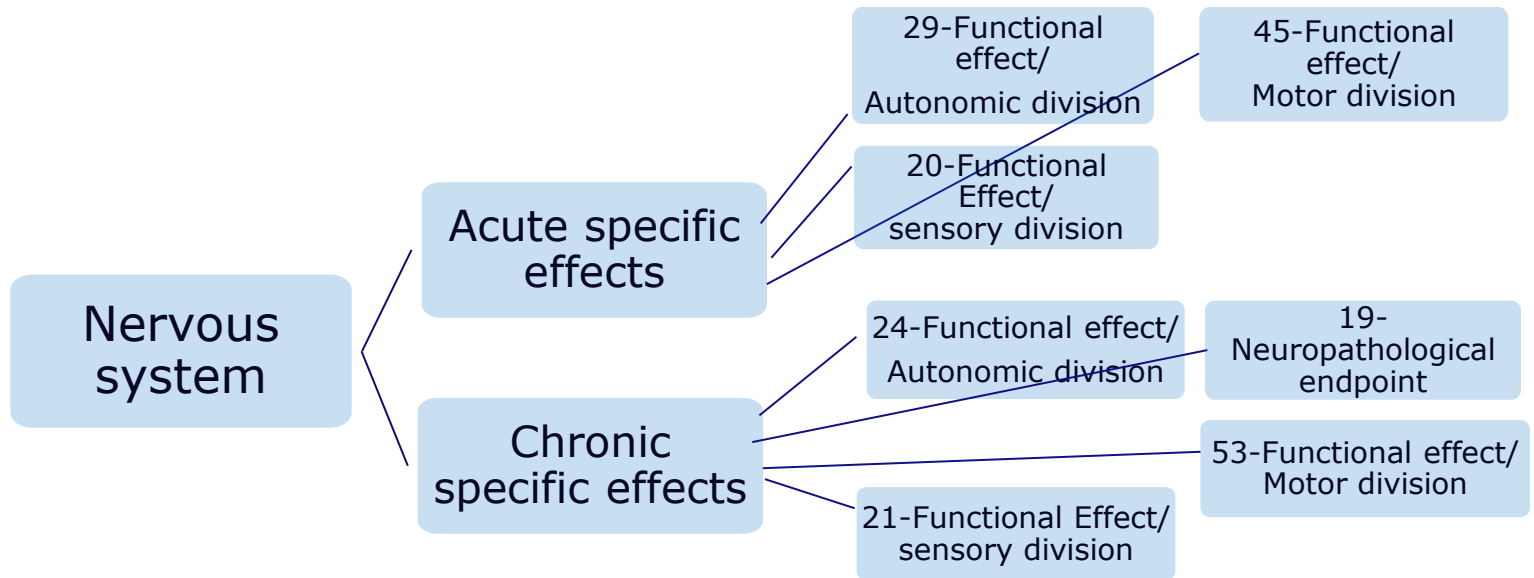 Nervous
system
Acute specific
effects
29-Functional
effect/
Autonomic division
20-Functional
Effect/
sensory division
45-Functional
effect/
Motor division
Chronic
specific effects
24-Functional effect/
Autonomic division
19-
Neuropathological
endpoint
53-Functional effect/
Motor division
21-Functional Effect/
sensory division